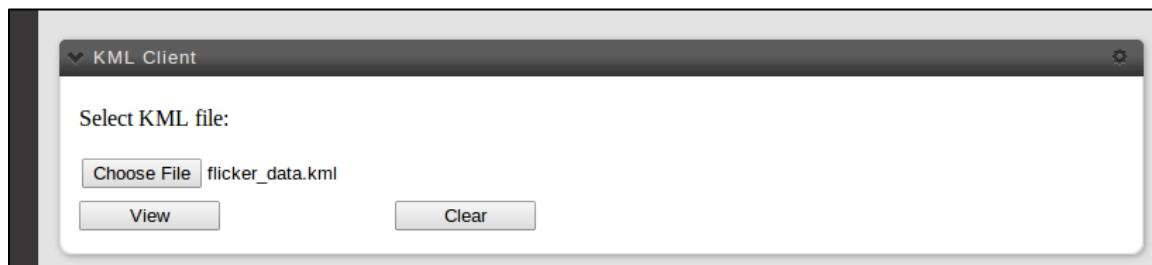 KML Client
Select KML file:
Choose File flicker_data.kml
View Clear